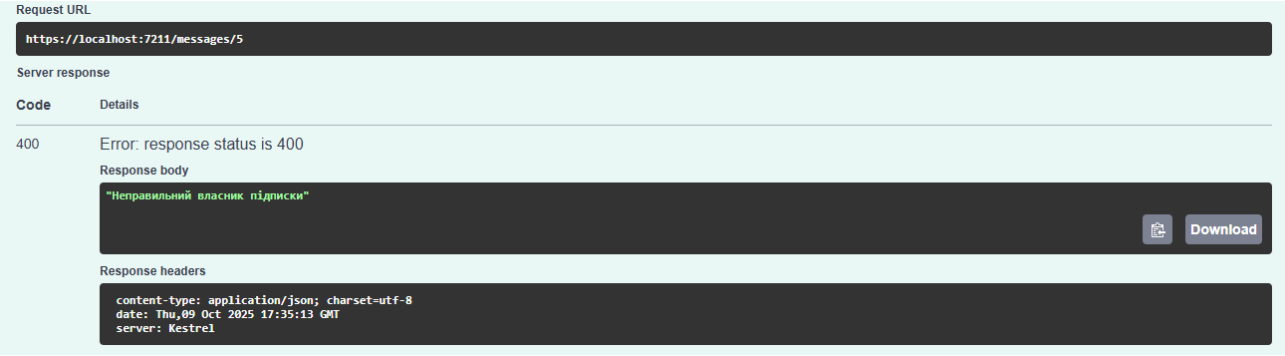 Request URL
https://localhost:7211/messages/5
Server response
Code Details
400 Error: response status is 400
Response body
"Неправильний власник підписки"
Download
Response headers
content-type: application/json; charset=utf-8
date: Thu,09 Oct 2025 17:35:13 GMT
server: Kestrel